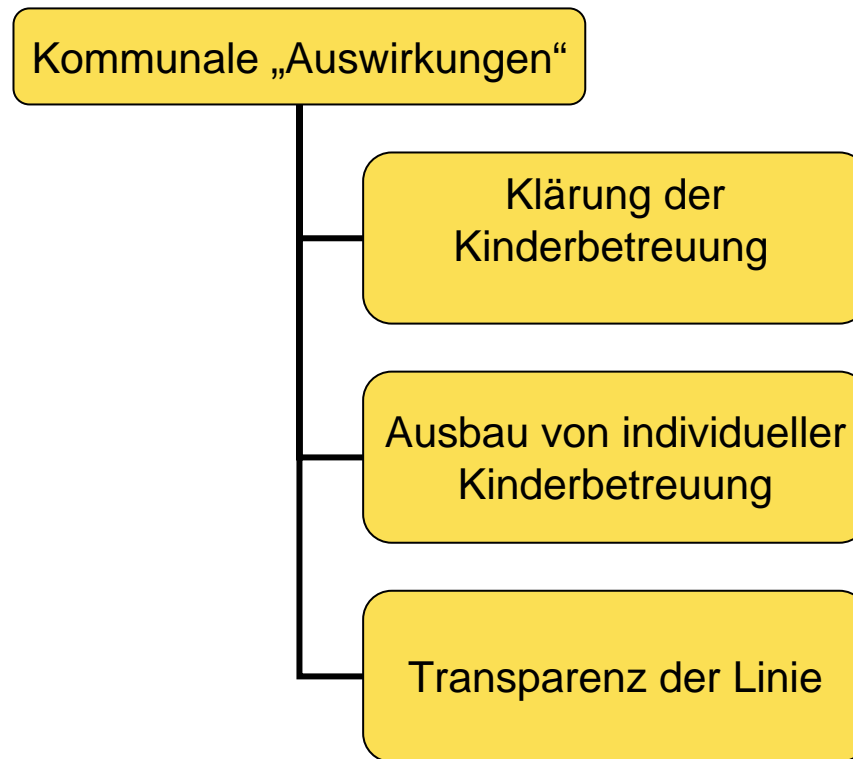 Kommunale „Auswirkungen“
Klärung der
Kinderbetreuung
Ausbau von individueller
Kinderbetreuung
Transparenz der Linie